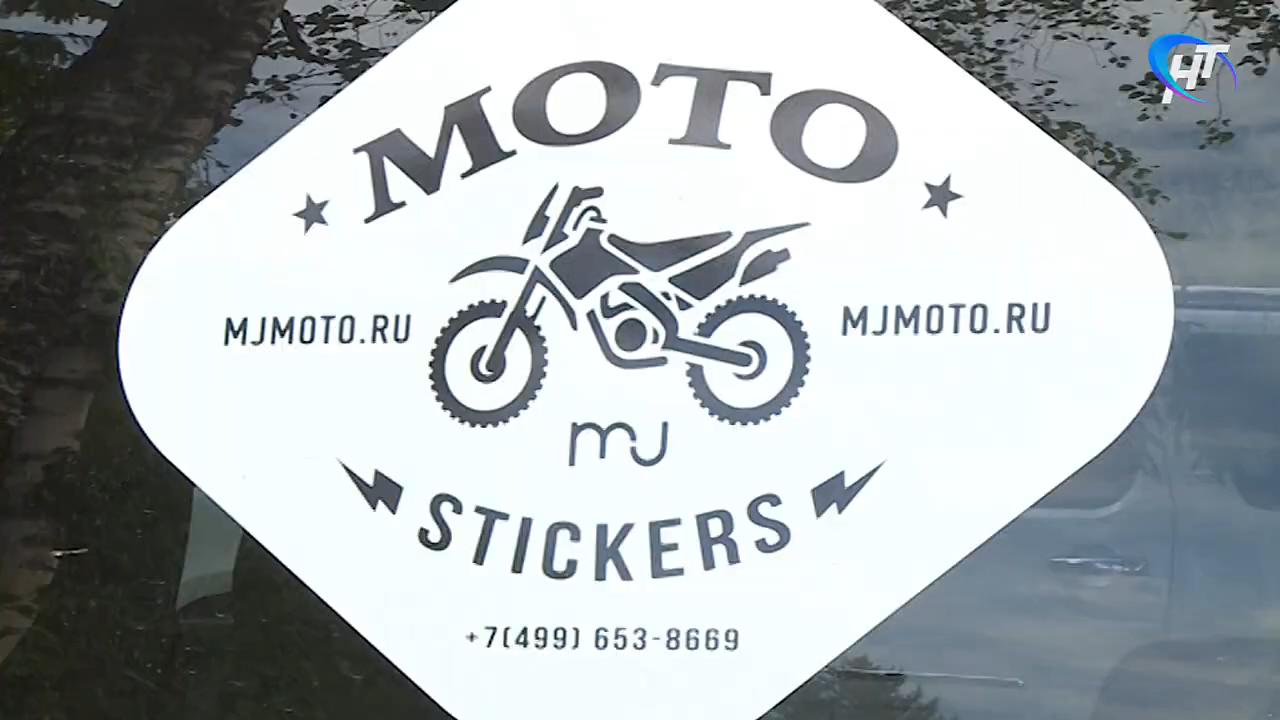 НТ
MOTO
MJMOTO.RU
MJMOTO.RU
mJ
STICKERS
+7(499) 653-8669